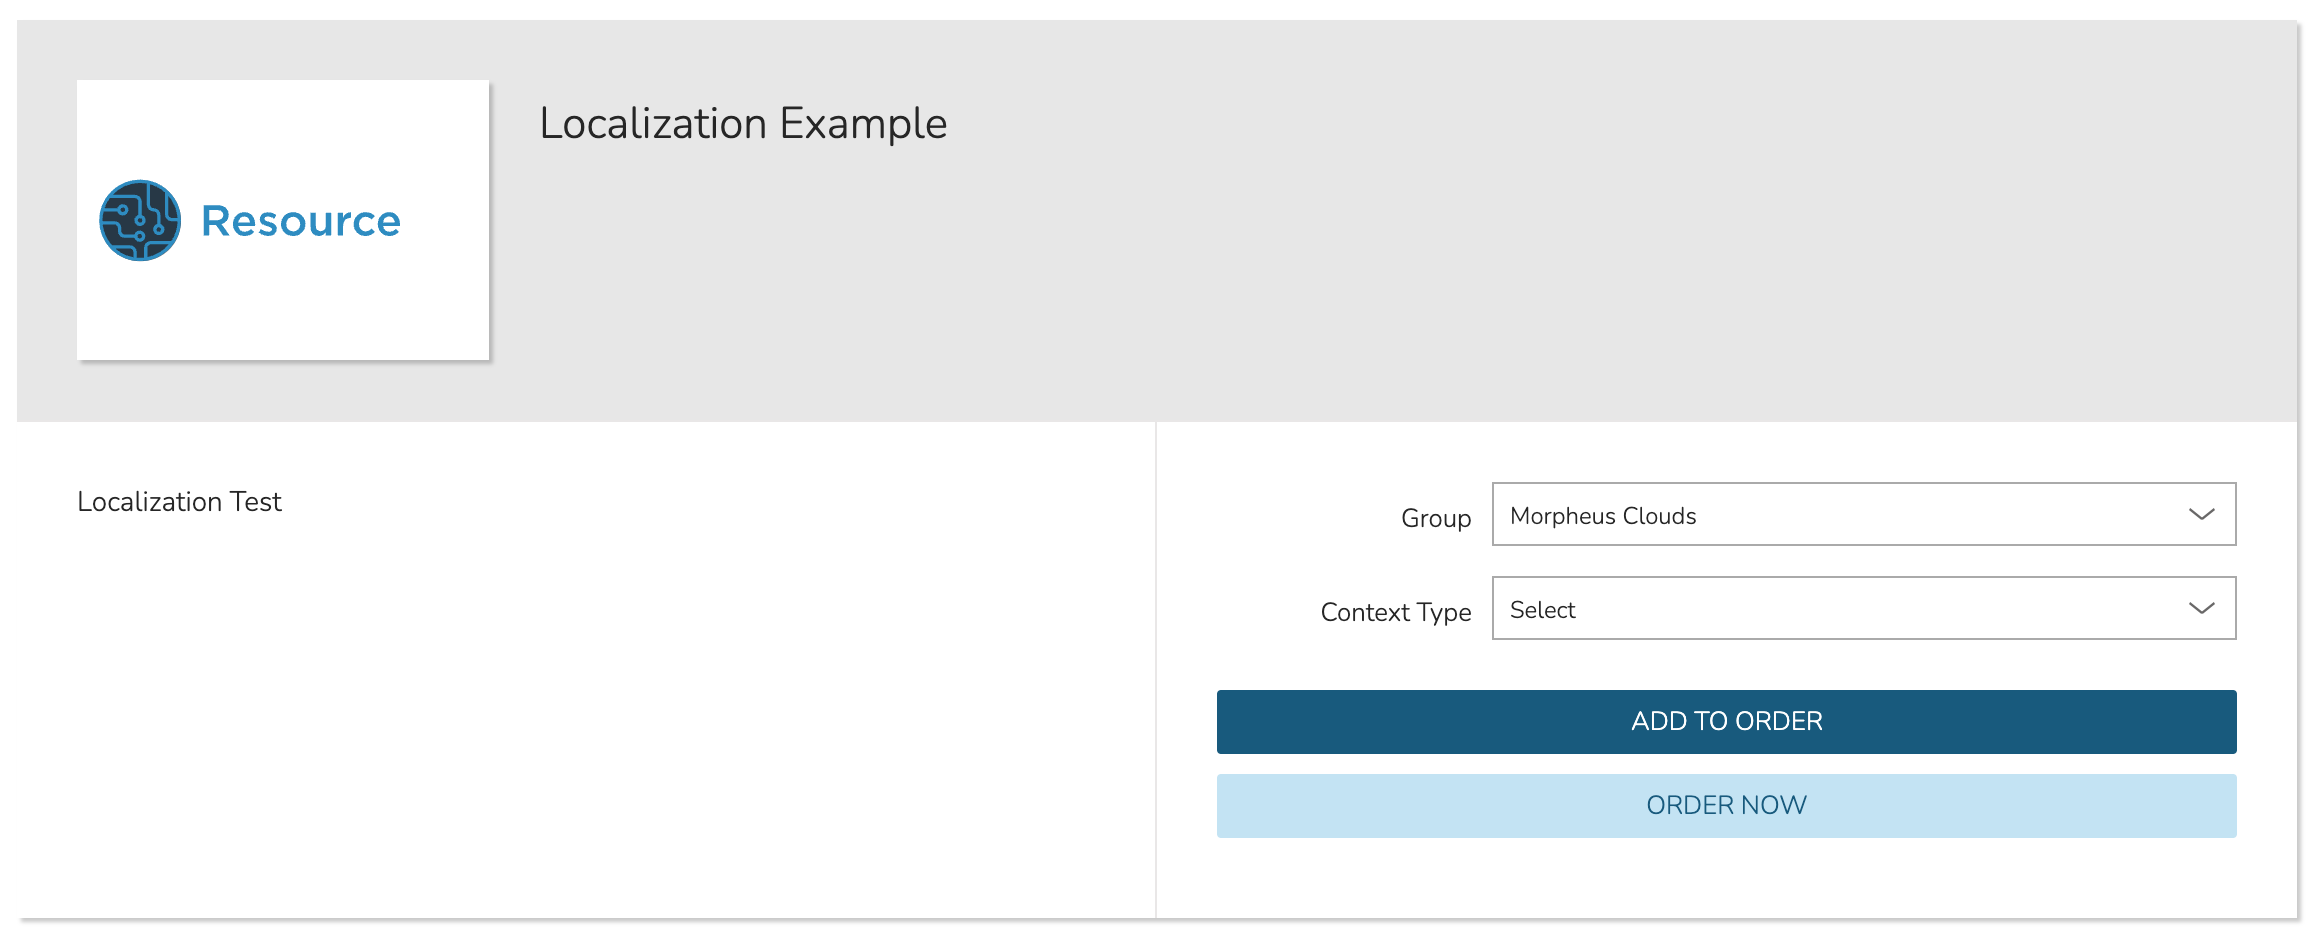 Resource
Localization Example
Localization Test
Group
Morpheus Clouds
Context Type
Select
ADD TO ORDER
ORDER NOW